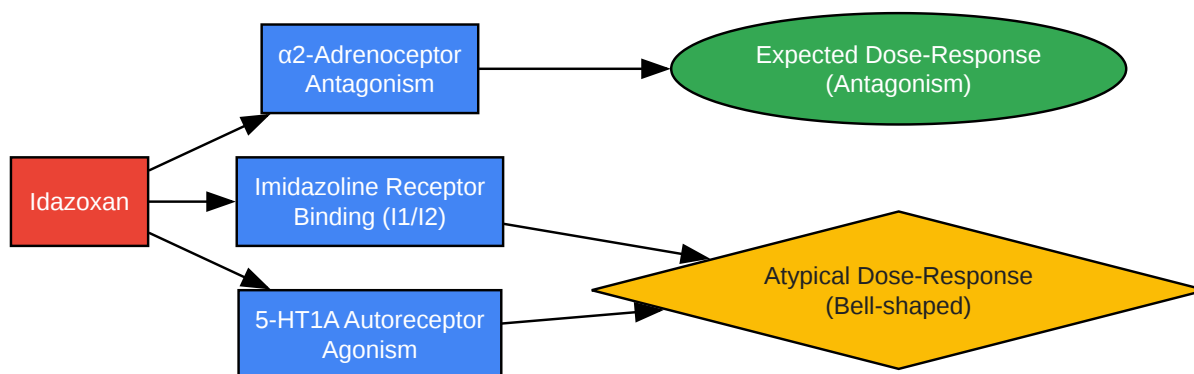 α2-Adrenoceptor
Antagonism
Expected Dose-Response
(Antagonism)
Idazoxan
Imidazoline Receptor
Binding (I1/I2)
Atypical Dose-Response
(Bell-shaped)
5-HT1A Autoreceptor
Agonism